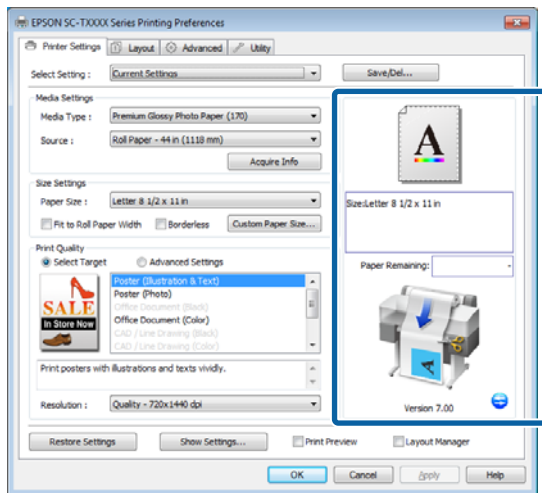 EPSON SC-TXXXX Series Printing Preferences
Printer Settings Layout Advanced Utility
Select Setting : Current Settings Save/Del...
Media Settings
Media Type : Premium Glossy Photo Paper (170)
Source : Roll Paper - 44 in (1118 mm)
Acquire Info
Size Settings
Paper Size : Letter 8 1/2 x 11 in
Fit to Roll Paper Width Borderless Custom Paper Size...
Print Quality
Select Target Advanced Settings
SALE
In Store Now
Poster (Illustration & Text)
Poster (Photo)
Office Document (Black)
Office Document (Color)
CAD / Line Drawing (Black)
CAD / Line Drawing (Color)
Print posters with illustrations and texts vividly.
Resolution : Quality - 720x1440 dpi
A
Size:Letter 8 1/2 x 11 in
Paper Remaining: -
A
Version 7.00
Restore Settings Show Settings... Print Preview Layout Manager
OK Cancel Apply Help